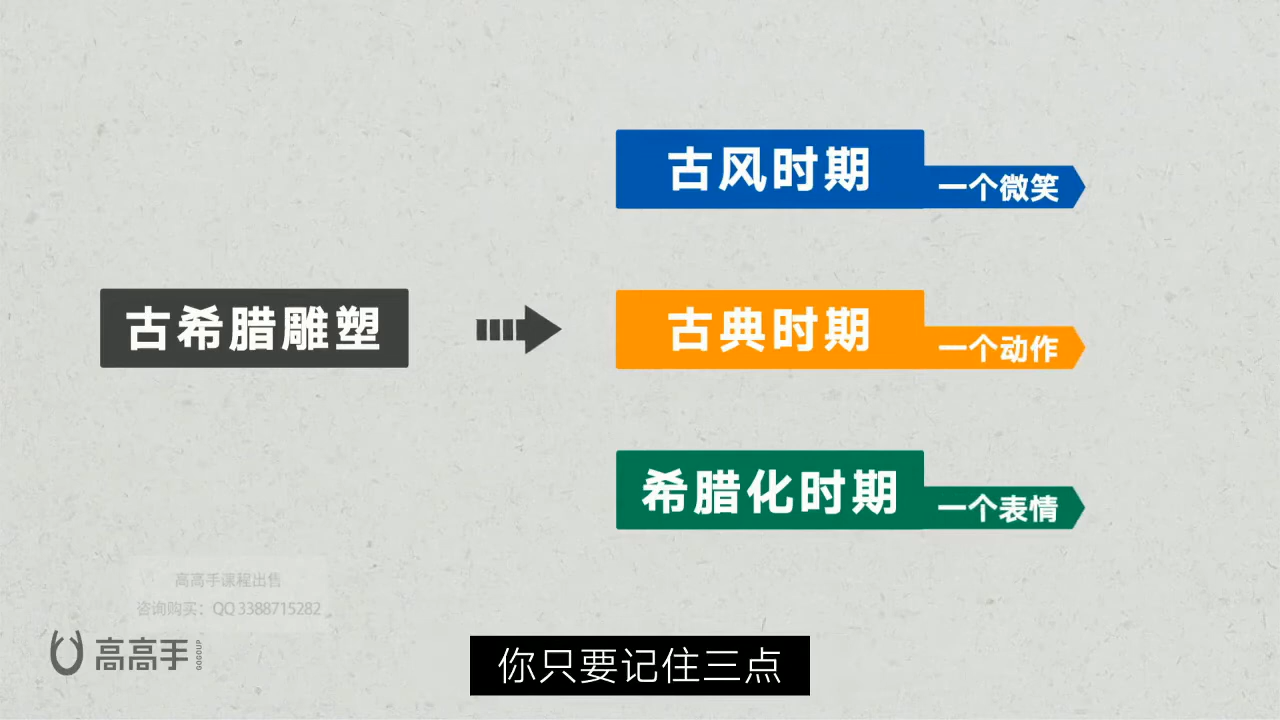 古风时期
一个微笑
古希腊雕塑
古典时期
一个动作
希腊化时期
一个表情
高高手课程出售
咨询购买：QQ 3388715282
高高手
GOGOUP
你只要记住三点